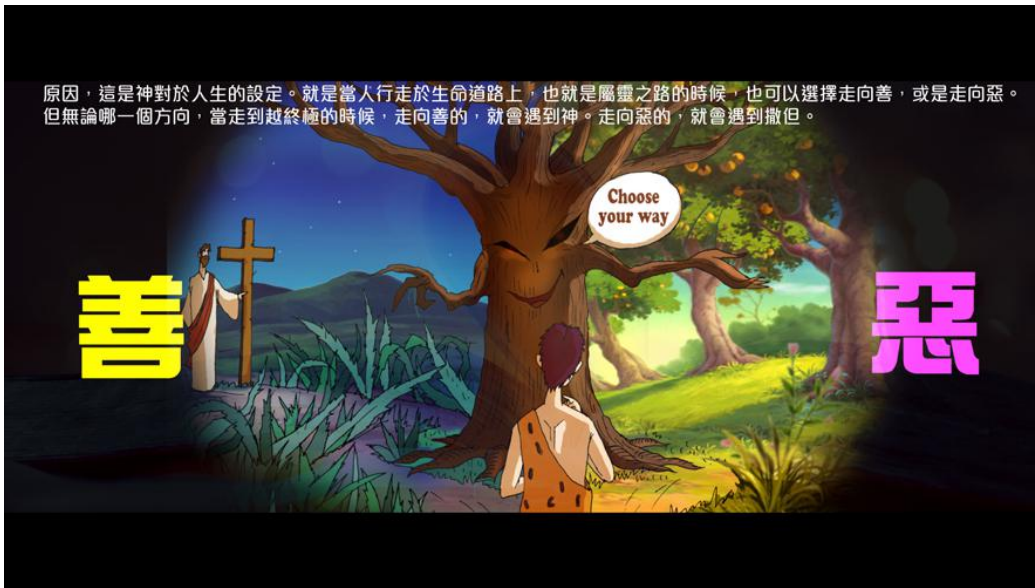 原因，這是神對於人生的設定。就是當人行走於生命道路上，也就是屬靈之路的時候，也可以選擇走向善，或是走向惡。
但無論哪一個方向，當走到越終極的時候，走向善的，就會遇到神。走向惡的，就會遇到撒但。
Choose
your way
善
惡